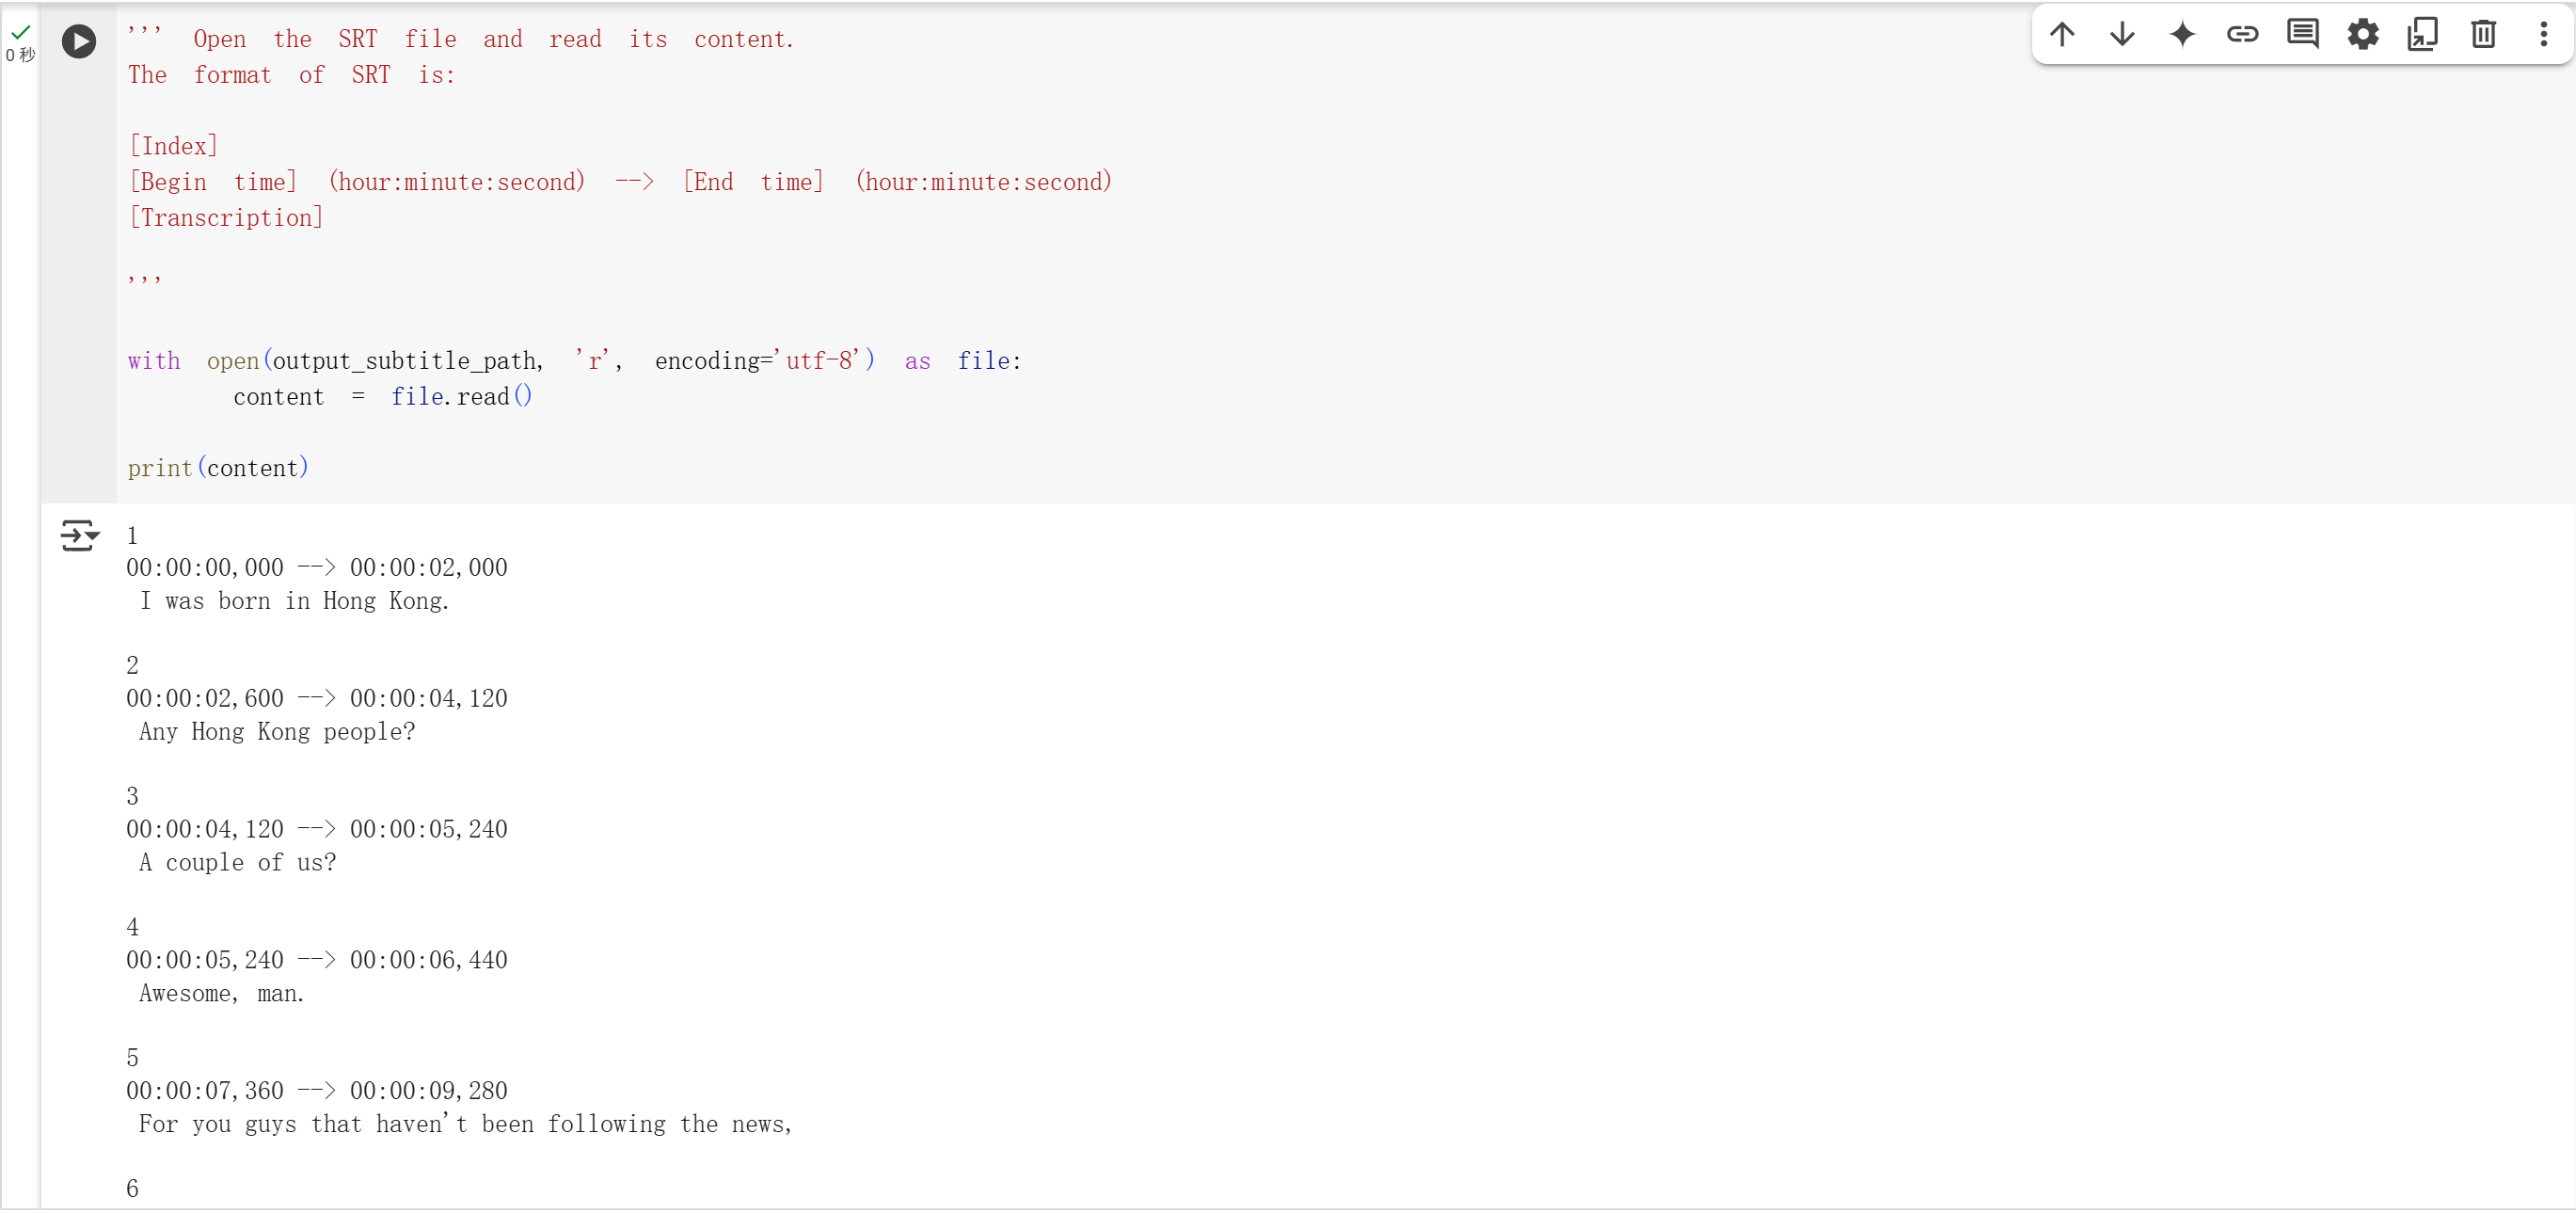 0 秒
''' Open the SRT file and read its content.
The format of SRT is:
[Index]
[Begin time] (hour:minute:second) --> [End time] (hour:minute:second)
[Transcription]
'''
with open(output_subtitle_path, 'r', encoding='utf-8') as file:
content = file.read()
print(content)
1
00:00:00,000 --> 00:00:02,000
I was born in Hong Kong.
2
00:00:02,600 --> 00:00:04,120
Any Hong Kong people?
3
00:00:04,120 --> 00:00:05,240
A couple of us?
4
00:00:05,240 --> 00:00:06,440
Awesome, man.
5
00:00:07,360 --> 00:00:09,280
For you guys that haven't been following the news,
6